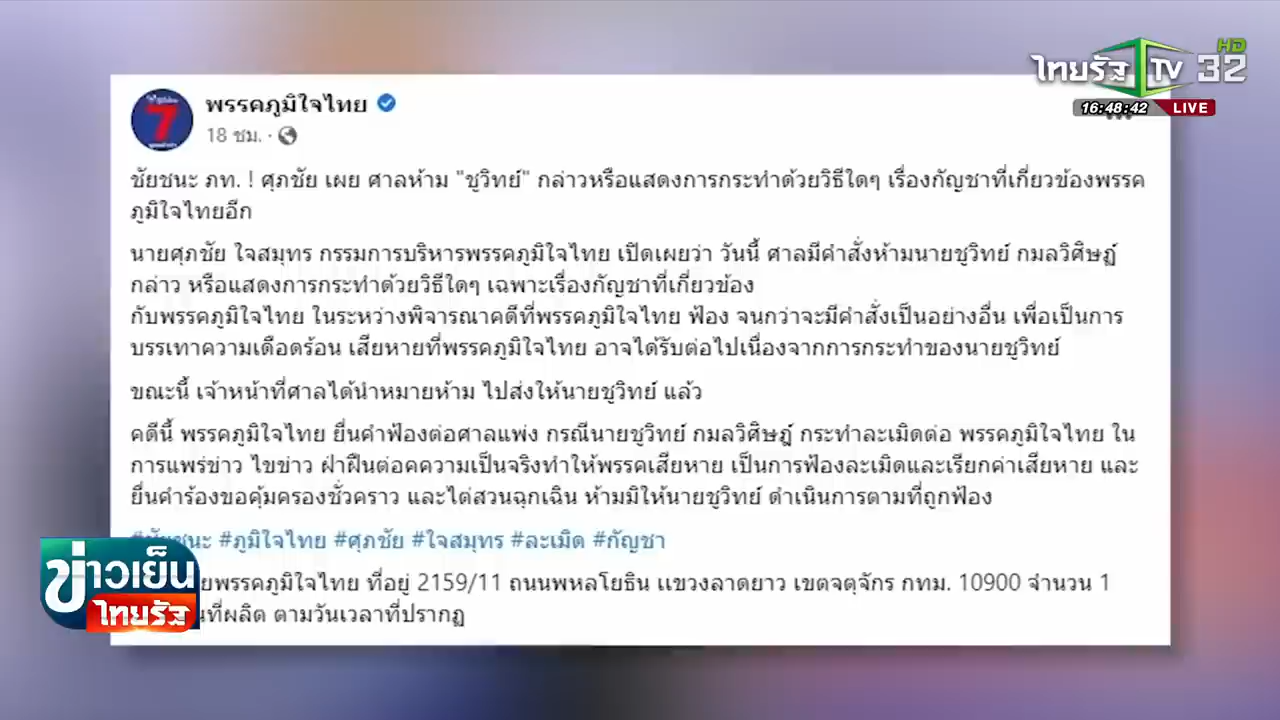 ไทยรัฐ TV HD 32
16:48:42 LIVE
7
พรรคภูมิใจไทย
18 ชม.
ชัยชนะ ภท. ! ศุภชัย เผย ศาลห้าม "ชูวิทย์" กล่าวหรือแสดงการกระทำด้วยวิธีใดๆ เรื่องกัญชาที่เกี่ยวข้องพรรค
ภูมิใจไทยอีก
นายศุภชัย ใจสมุทร กรรมการบริหารพรรคภูมิใจไทย เปิดเผยว่า วันนี้ ศาลมีคำสั่งห้ามนายชูวิทย์ กมลวิศิษฏ์
กล่าว หรือแสดงการกระทำด้วยวิธีใดๆ เฉพาะเรื่องกัญชาที่เกี่ยวข้อง
กับพรรคภูมิใจไทย ในระหว่างพิจารณาคดีที่พรรคภูมิใจไทย ฟ้อง จนกว่าจะมีคำสั่งเป็นอย่างอื่น เพื่อเป็นการ
บรรเทาความเดือดร้อน เสียหายที่พรรคภูมิใจไทย อาจได้รับต่อไปเนื่องจากการกระทำของนายชูวิทย์
ขณะนี้ เจ้าหน้าที่ศาลได้นำหมายห้าม ไปส่งให้นายชูวิทย์ แล้ว
คดีนี้ พรรคภูมิใจไทย ยื่นคำฟ้องต่อศาลแพ่ง กรณีนายชูวิทย์ กมลวิศิษฎ์ กระทำละเมิดต่อ พรรคภูมิใจไทย ใน
การแพร่ข่าว ไขข่าว ฝ่าฝืนต่อคความเป็นจริงทำให้พรรคเสียหาย เป็นการฟ้องละเมิดและเรียกค่าเสียหาย และ
ยื่นคำร้องขอคุ้มครองชั่วคราว และไต่สวนฉุกเฉิน ห้ามมิให้นายชูวิทย์ ดำเนินการตามที่ถูกฟ้อง
#ชัยชนะ #ภูมิใจไทย #ศุภชัย #ใจสมุทร #ละเมิด #กัญชา
พรรคภูมิใจไทย ที่อยู่ 2159/11 ถนนพหลโยธิน แขวงลาดยาว เขตจตุจักร กทม. 10900 จำนวน 1
ที่ผลิต ตามวันเวลาที่ปรากฏ
ข่าวเย็น
ไทยรัฐ